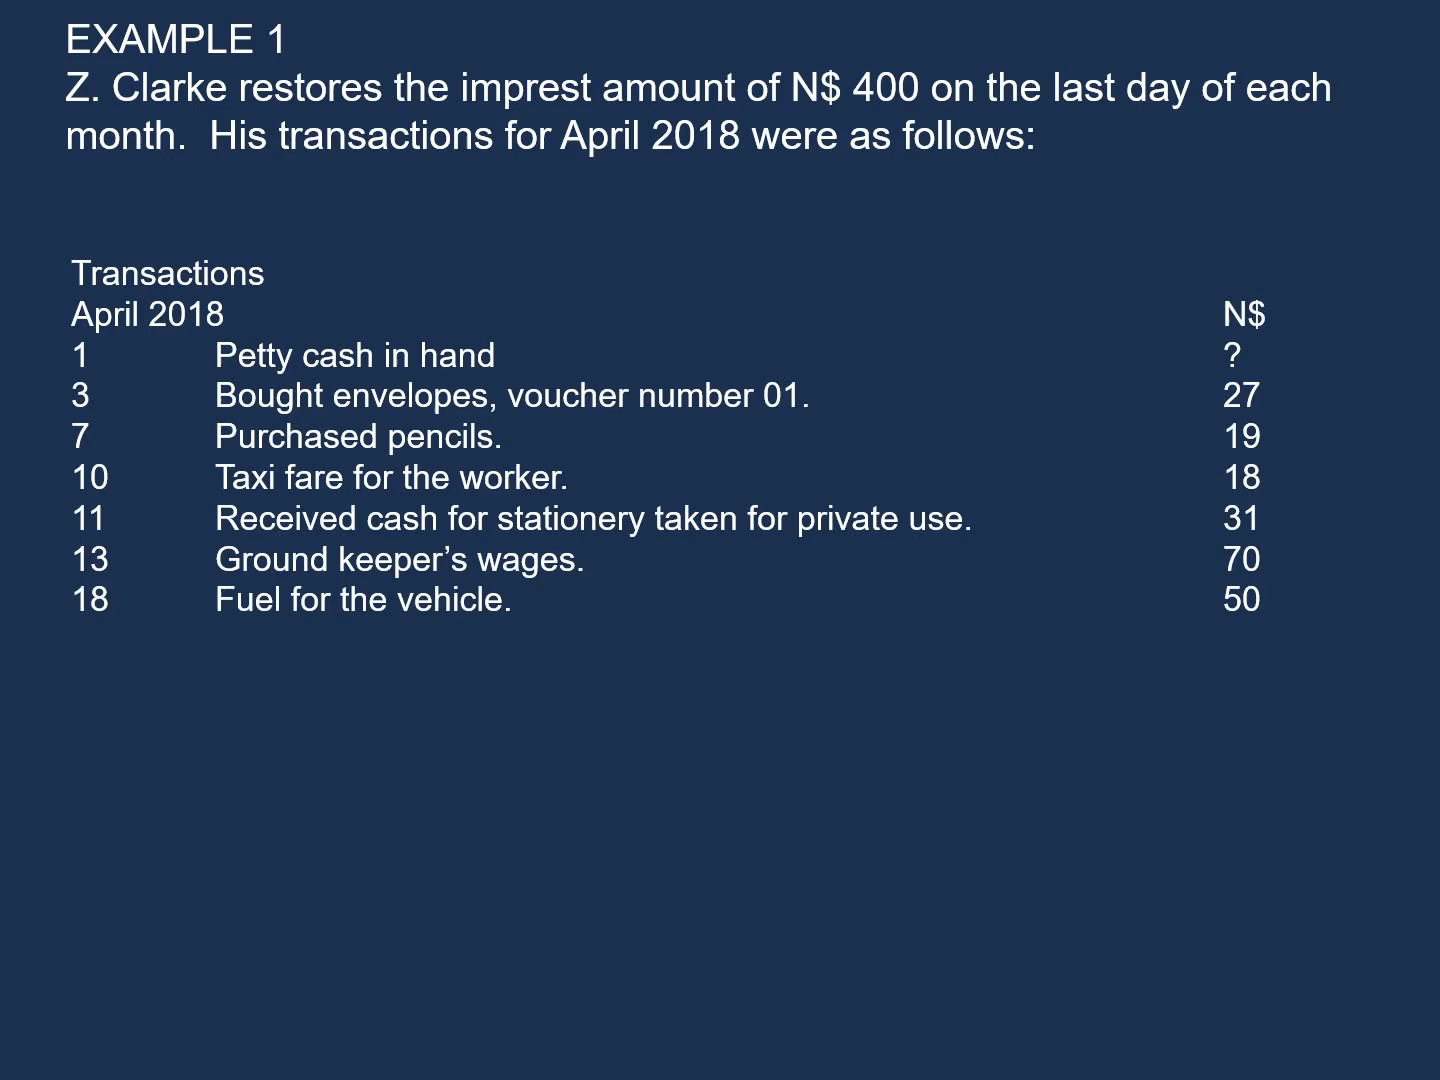 EXAMPLE 1
Z. Clarke restores the imprest amount of N$ 400 on the last day of each
month.  His transactions for April 2018 were as follows:
Transactions
April 2018 N$
1 Petty cash in hand ?
3 Bought envelopes, voucher number 01. 27
7 Purchased pencils. 19
10 Taxi fare for the worker. 18
11 Received cash for stationery taken for private use. 31
13 Ground keeper’s wages. 70
18 Fuel for the vehicle. 50